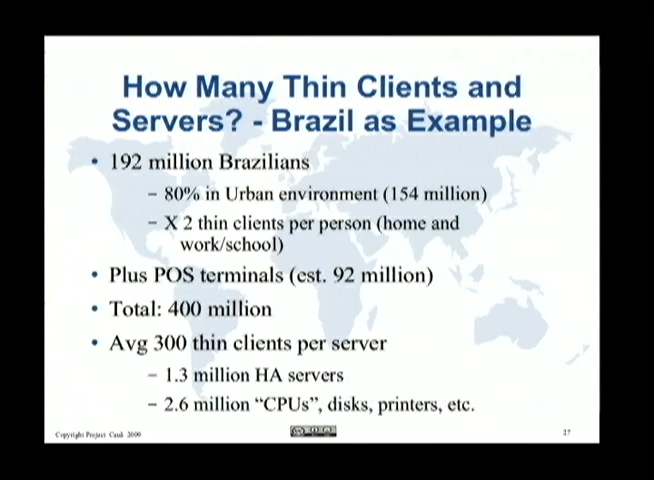 How Many Thin Clients and
Servers? - Brazil as Example
• 192 million Brazilians
– 80% in Urban environment (154 million)
– X 2 thin clients per person (home and
work/school)
• Plus POS terminals (est. 92 million)
• Total: 400 million
• Avg 300 thin clients per server
– 1.3 million HA servers
– 2.6 million “CPUs”, disks, printers, etc.
Copyright Project Cauã 2009
27